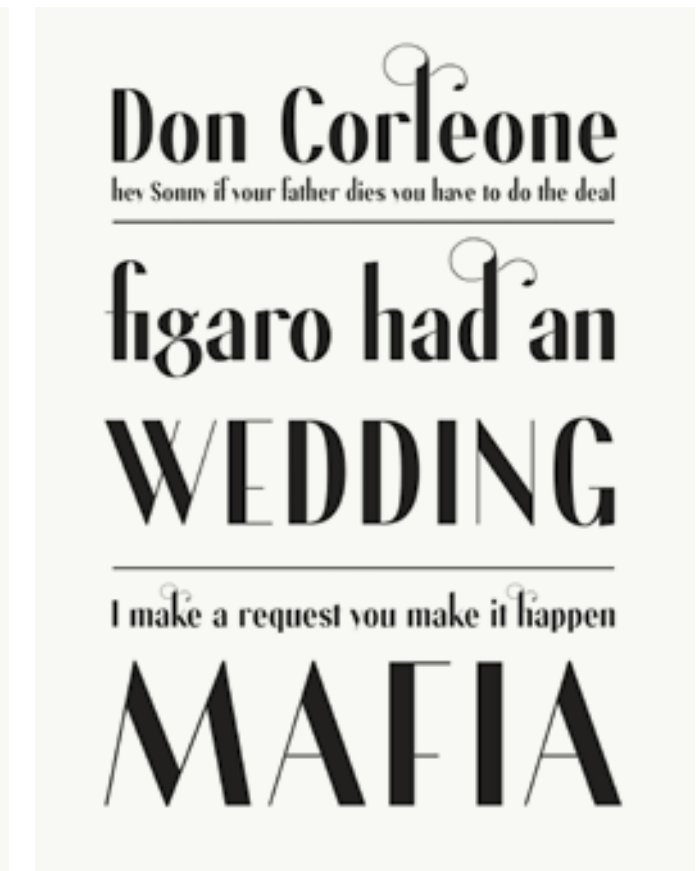 Don Corleone
hey Sonny if your father dies you have to do the deal
figaro had an
WEDDING
I make a request you make it happen
MAFIA